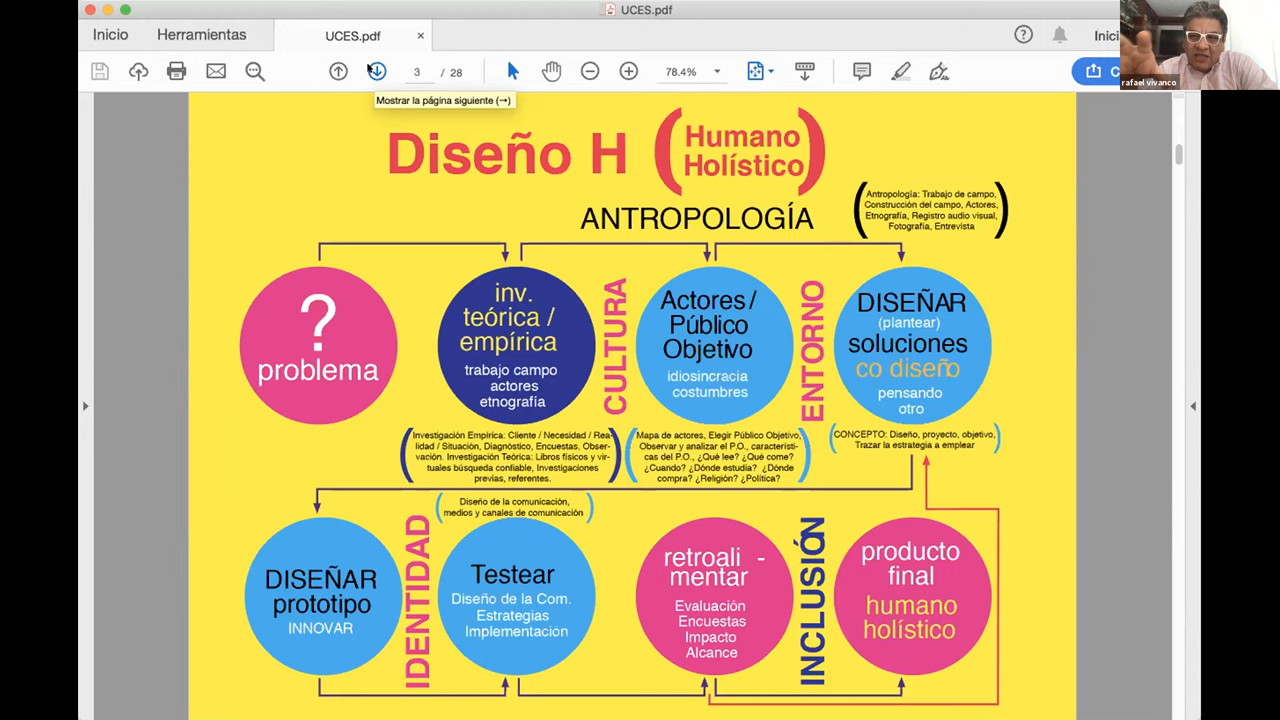 UCES.pdf
Inicio
Herramientas
UCES.pdf
×
Inici
3 / 28
78.4%
C
Mostrar la página siguiente (→)
rafael vivanco
Diseño H (Humano Holístico)
ANTROPOLOGÍA
Antropología: Trabajo de campo,
Construcción del campo, Actores,
Etnografía, Registro audio visual,
Fotografía, Entrevista
?
problema
inv.
teórica /
empírica
trabajo campo
actores
etnografía
CULTURA
Actores /
Público
Objetivo
idiosincracia
costumbres
ENTORNO
DISEÑAR
(plantear)
soluciones
co diseño
pensando
otro
Investigación Empírica: Cliente / Necesidad / Rea-
lidad / Situación, Diagnóstico, Encuestas, Obser-
vación. Investigación Teórica: Libros físicos y vir-
tuales búsqueda confiable, Investigaciones
previas, referentes.
Mapa de actores, Elegir Público Objetivo,
Observar y analizar el P.O., característi-
cas del P.O., ¿Qué lee? ¿Qué come?
¿Cuando? ¿Dónde estudia? ¿Dónde
compra? ¿Religión? ¿Política?
CONCEPTO: Diseño, proyecto, objetivo,
Trazar la estrategia a emplear
DISEÑAR
prototipo
INNOVAR
IDENTIDAD
Diseño de la comunicación,
medios y canales de comunicación
Testear
Diseño de la Com.
Estrategias
Implementación
retroali -
mentar
Evaluación
Encuestas
Impacto
Alcance
INCLUSIÓN
producto
final
humano
holístico